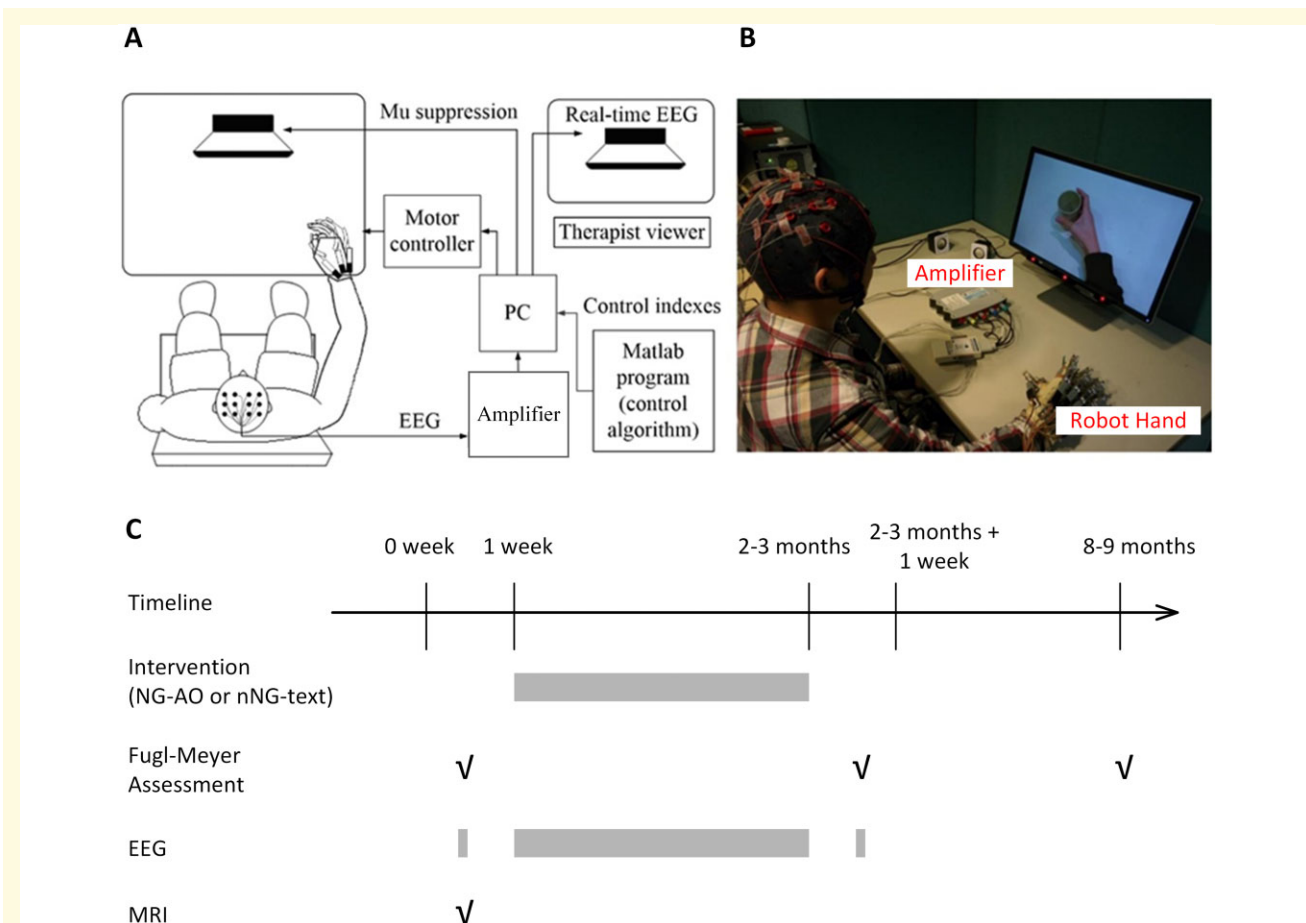 A
B
Mu suppression
Real-time EEG
Motor
controller
Therapist viewer
PC
Control indexes
Matlab
program
(control
algorithm)
EEG
Amplifier
Amplifier
Robot Hand
C
0 week
1 week
2-3 months
2-3 months +
1 week
8-9 months
Timeline
Intervention
(NG-AO or nNG-text)
Fugl-Meyer
Assessment
√ √ √
EEG
MRI
√